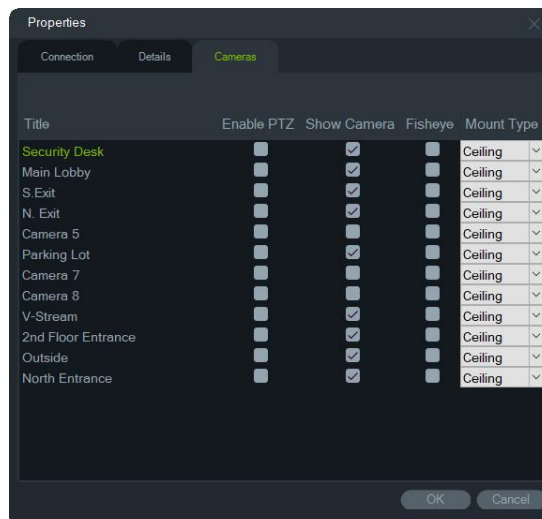 Properties
Connection Details Cameras
Title Enable PTZ Show Camera Fisheye Mount Type
Security Desk Ceiling
Main Lobby Ceiling
S.Exit Ceiling
N. Exit Ceiling
Camera 5 Ceiling
Parking Lot Ceiling
Camera 7 Ceiling
Camera 8 Ceiling
V-Stream Ceiling
2nd Floor Entrance Ceiling
Outside Ceiling
North Entrance Ceiling
OK Cancel